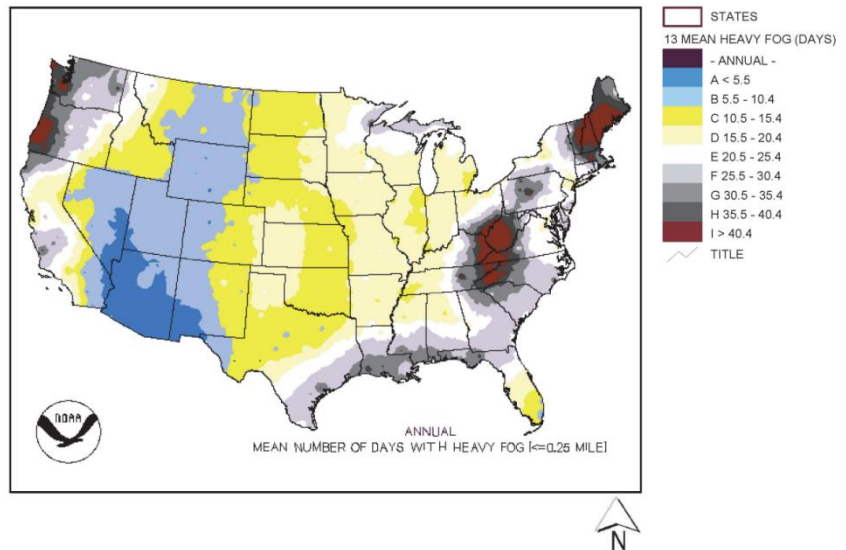 STATES
13 MEAN HEAVY FOG (DAYS)
- ANNUAL -
A < 5.5
B 5.5 - 10.4
C 10.5 - 15.4
D 15.5 - 20.4
E 20.5 - 25.4
F 25.5 - 30.4
G 30.5 - 35.4
H 35.5 - 40.4
I > 40.4
TITLE
NOAA
ANNUAL
MEAN NUMBER OF DAYS WITH HEAVY FOG [<=0.25 MILE]
N